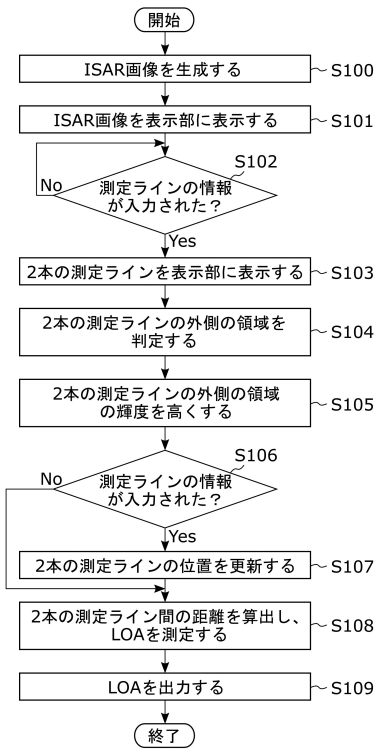 開始
ISAR画像を生成する
S100
ISAR画像を表示部に表示する
S101
S102
測定ラインの情報
が入力された？
No
Yes
2本の測定ラインを表示部に表示する
S103
2本の測定ラインの外側の領域を
判定する
S104
2本の測定ラインの外側の領域
の輝度を高くする
S105
S106
測定ラインの情報
が入力された？
No
Yes
2本の測定ラインの位置を更新する
S107
2本の測定ライン間の距離を算出し、
LOAを測定する
S108
LOAを出力する
S109
終了